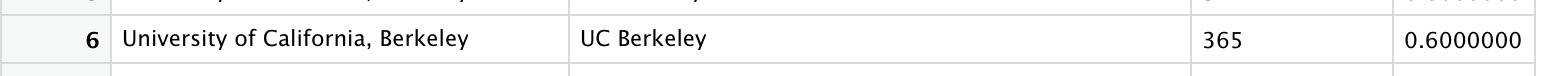 6 University of California, Berkeley UC Berkeley 365 0.6000000